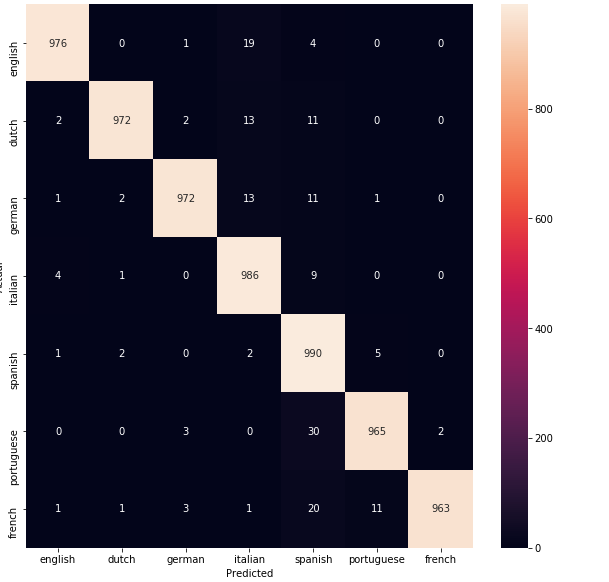 english 976 0 1 19 4 0 0
dutch 2 972 2 13 11 0 0
german 1 2 972 13 11 1 0
italian 4 1 0 986 9 0 0
spanish 1 2 0 2 990 5 0
portuguese 0 0 3 0 30 965 2
french 1 1 3 1 20 11 963
english dutch german italian spanish portuguese french
Predicted
800
600
400
200
0